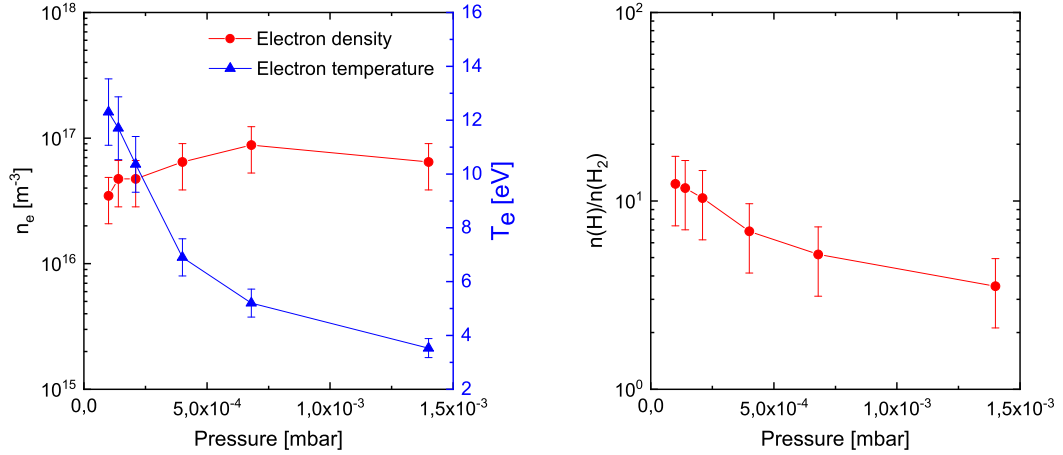 10^18
10^17
10^16
10^15
n_e [m^-3]
Electron density
Electron temperature
16
14
12
10
8
6
4
2
T_e [eV]
0,0
5,0x10^-4
1,0x10^-3
1,5x10^-3
Pressure [mbar]
10^2
10^1
10^0
n(H)/n(H_2)
0,0
5,0x10^-4
1,0x10^-3
1,5x10^-3
Pressure [mbar]